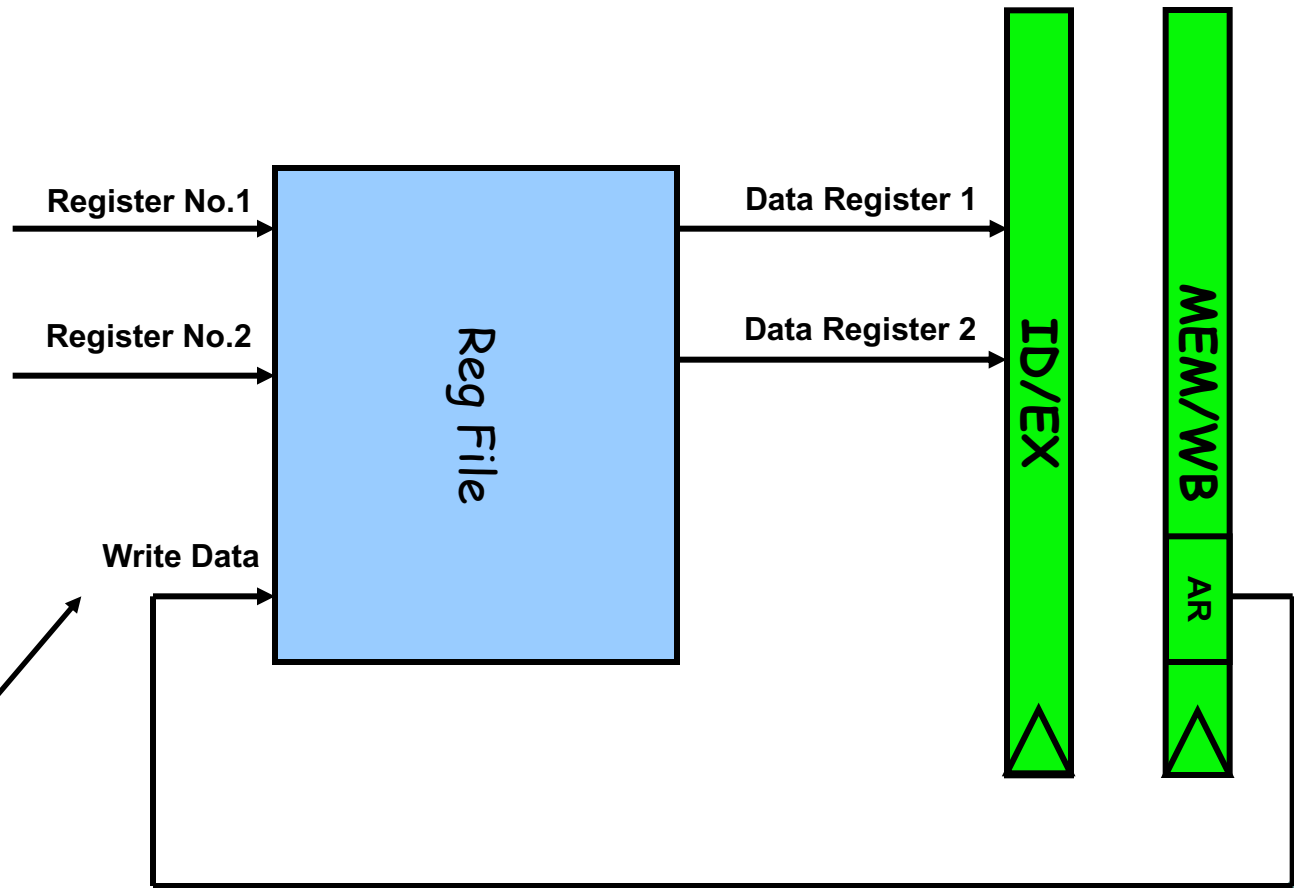 Register No.1
Data Register 1
Register No.2
Data Register 2
Reg File
ID/EX
MEM/WB
Write Data
AR